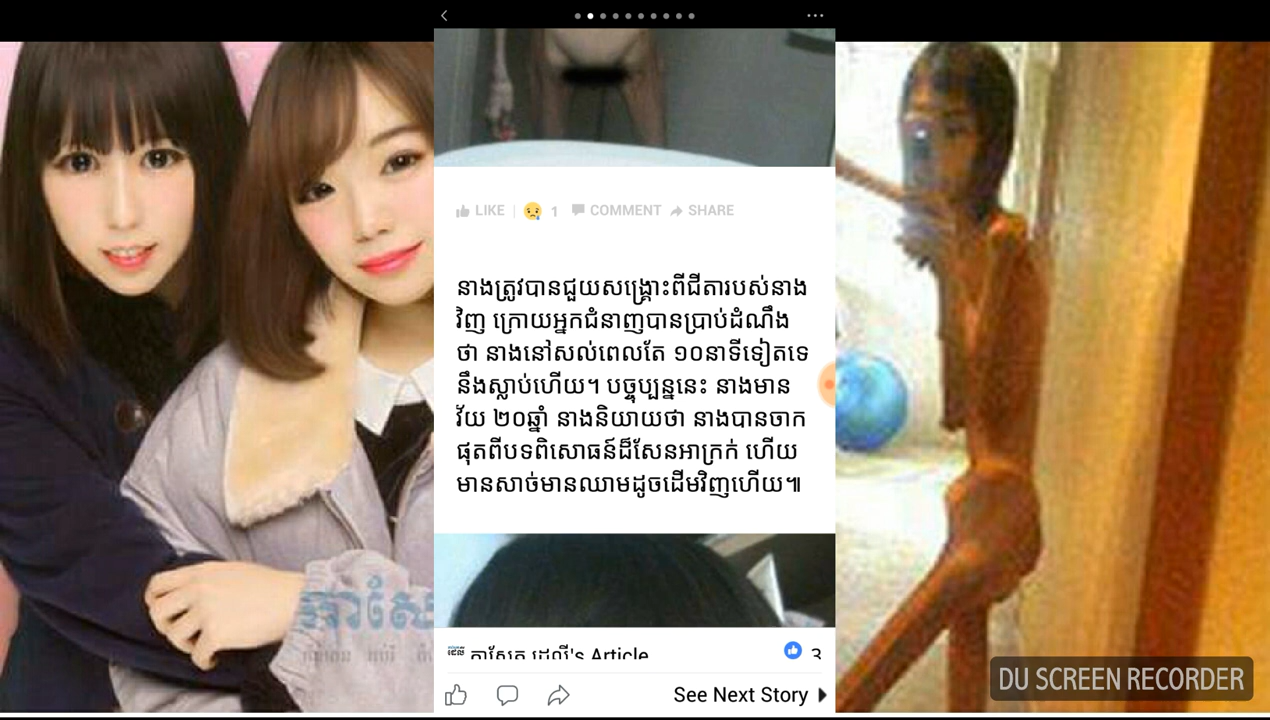 LIKE 1 COMMENT SHARE
នាងត្រូវបានជួយសង្គ្រោះពីជីតារបស់នាង
វិញ ក្រោយអ្នកជំនាញបានប្រាប់ដំណឹង
ថា នាងនៅសល់ពេលតែ ១០នាទីទៀតទេ
នឹងស្លាប់ហើយ។ បច្ចុប្បន្ននេះ នាងមាន
វ័យ ២០ឆ្នាំ នាងនិយាយថា នាងបានចាក
ផុតពីបទពិសោធន៍ដ៏សែនអាក្រក់ ហើយ
មានសាច់មានឈាមដូចដើមវិញហើយ៕
កាសែត ដេលី's Article 3
See Next Story
DU SCREEN RECORDER